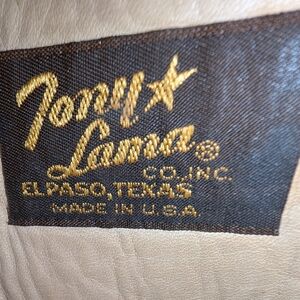 Tony
Lama®
CO., INC.
EL PASO, TEXAS
MADE IN U.S.A.